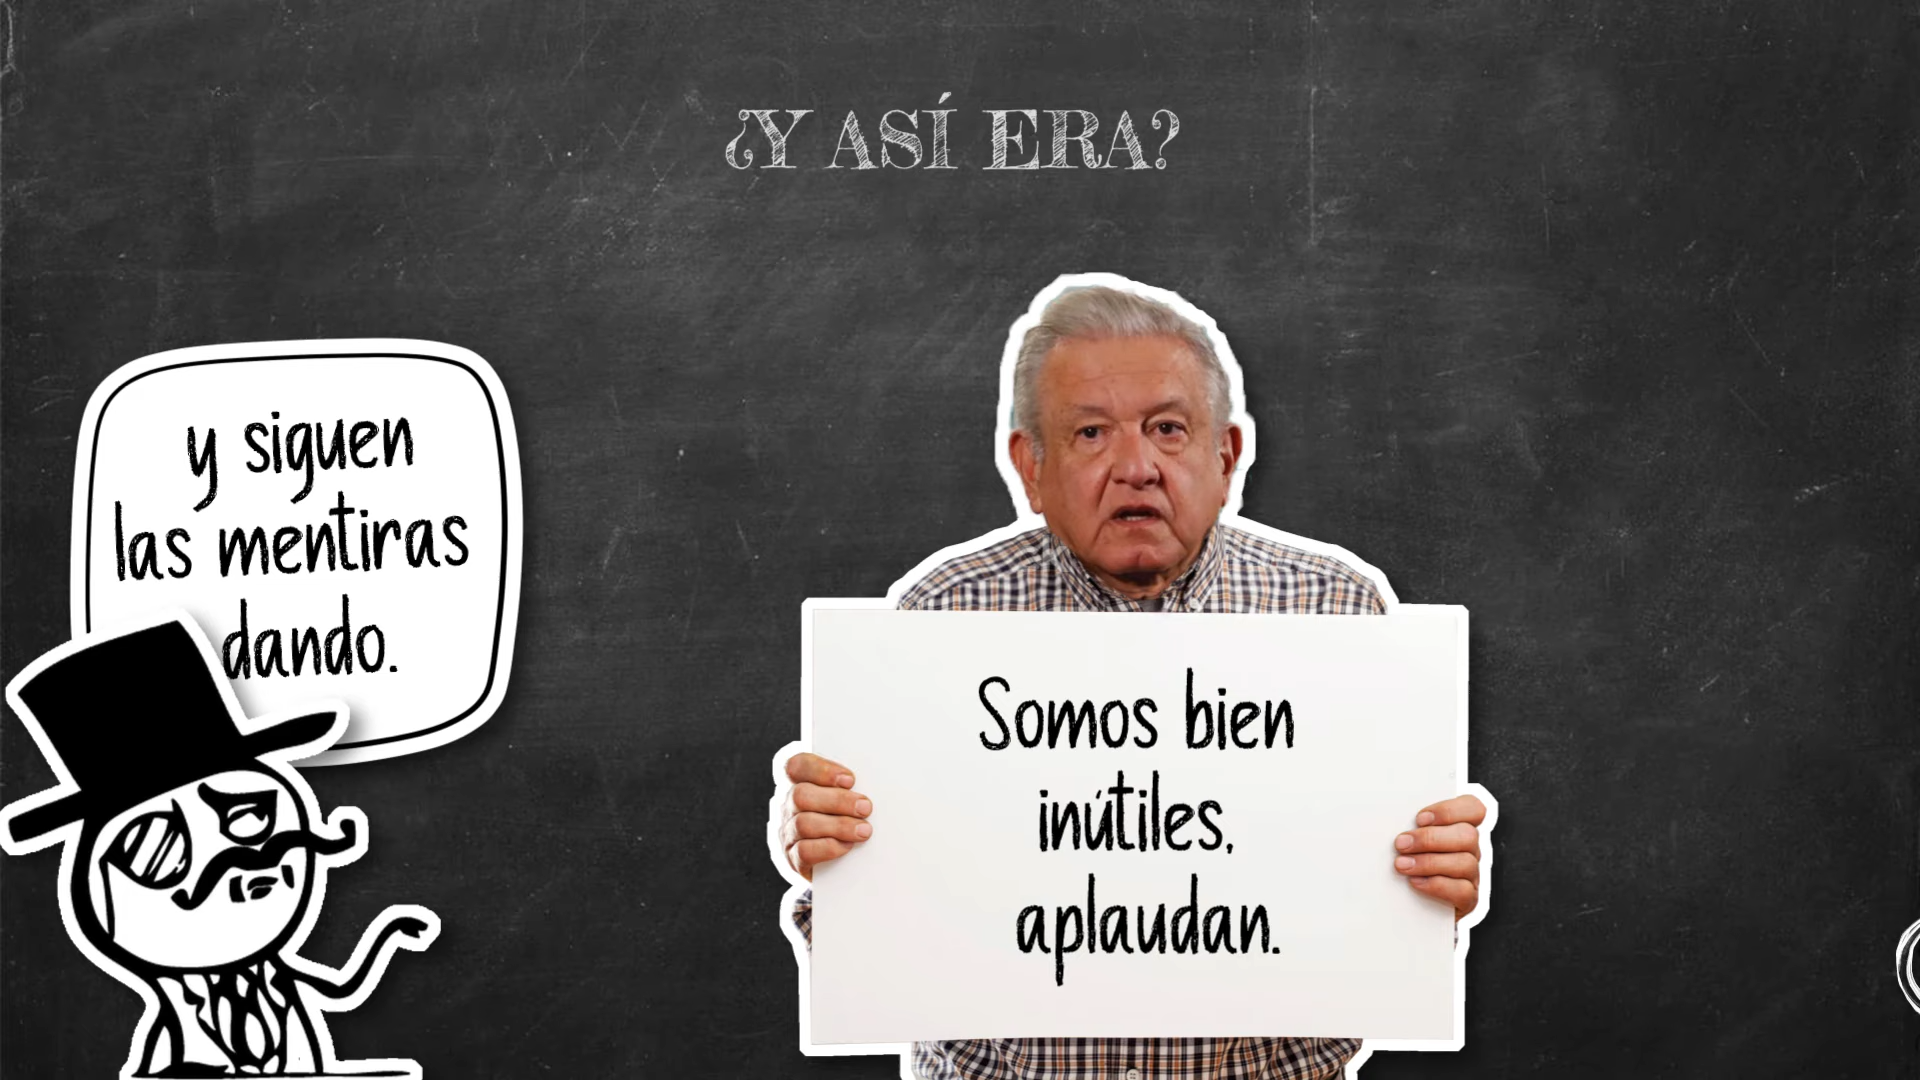 ¿Y ASÍ ERA?
y siguen
las mentiras
dando.
Somos bien
inútiles,
aplaudan.